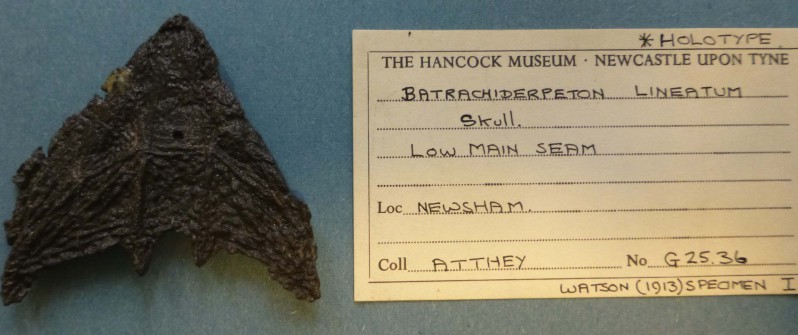 * HOLOTYPE
THE HANCOCK MUSEUM · NEWCASTLE UPON TYNE
BATRACHIDERPETON LINEATUM
Skull.
LOW MAIN SEAM
Loc NEWSHAM.
Coll ATTHEY No G 25.36
WATSON (1913) SPECIMEN I